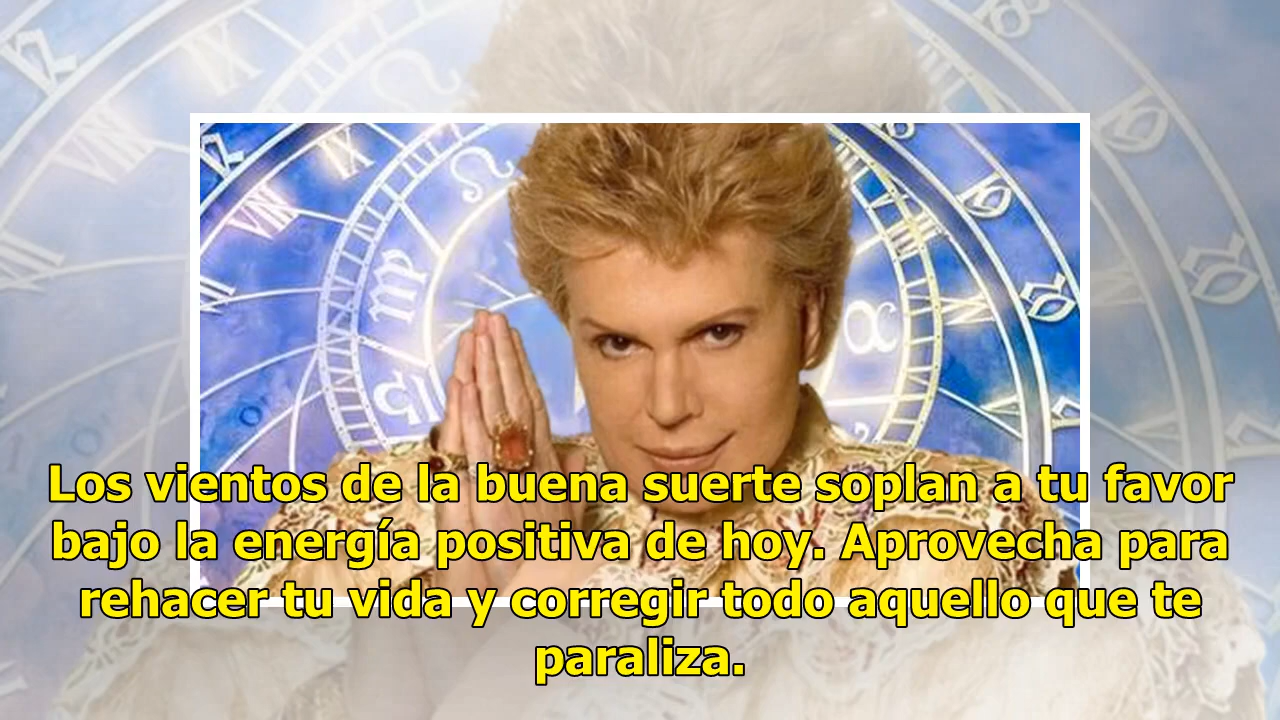 Los vientos de la buena suerte soplan a tu favor
bajo la energía positiva de hoy. Aprovecha para
rehacer tu vida y corregir todo aquello que te
paraliza.